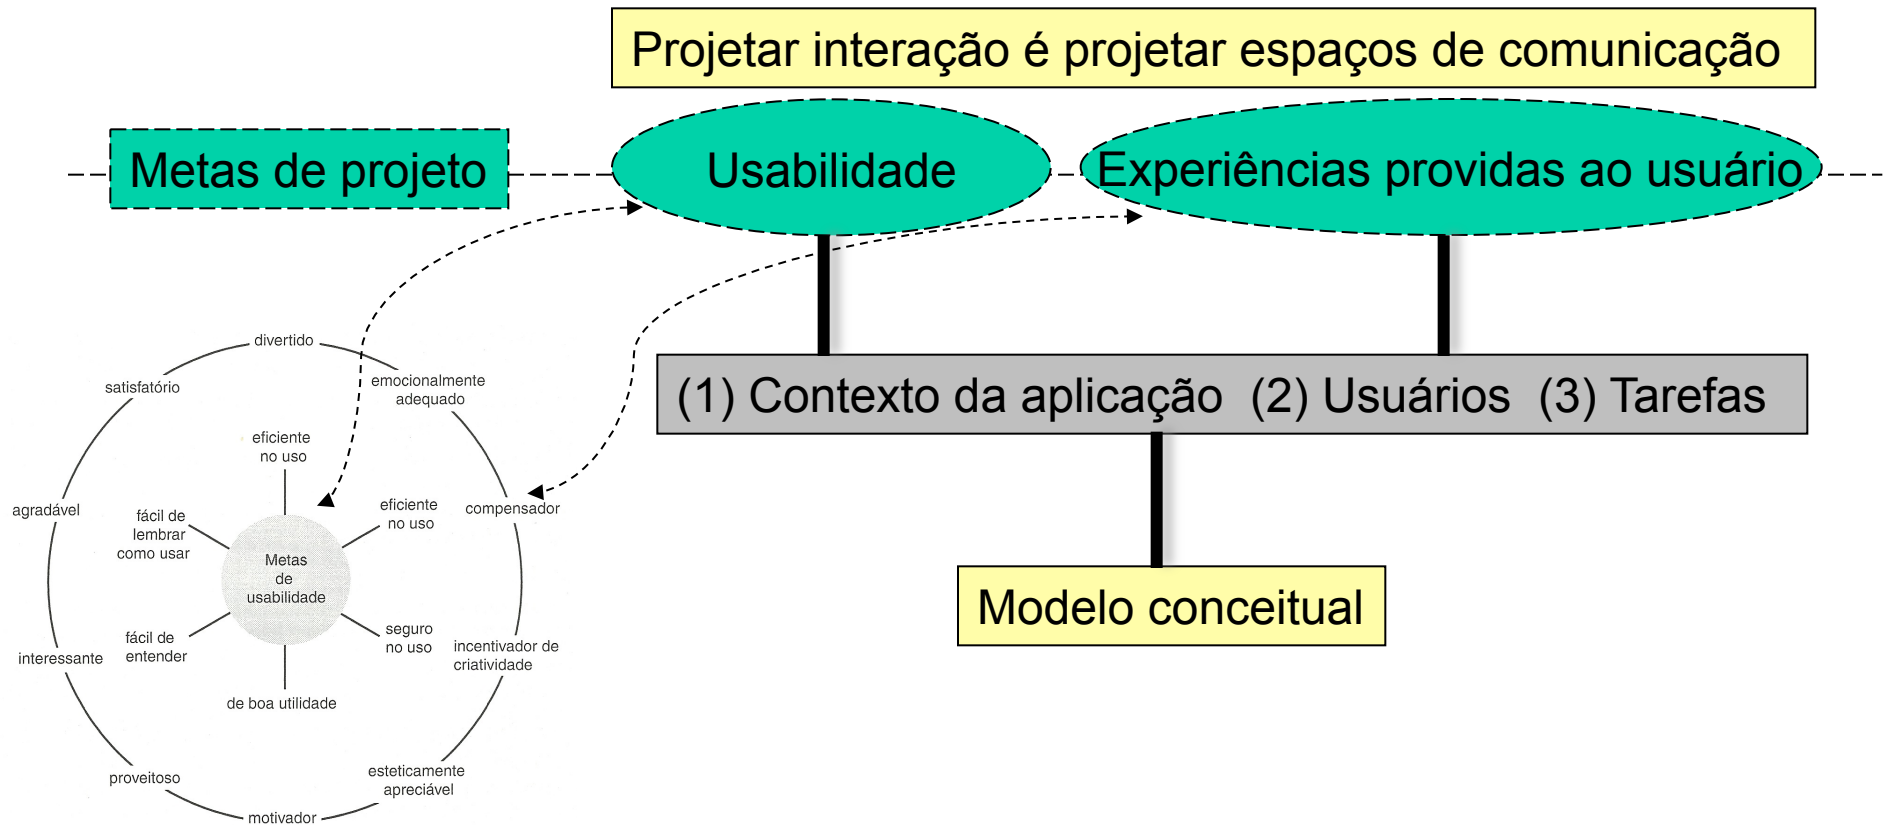 Projetar interação é projetar espaços de comunicação
Metas de projeto
Usabilidade
Experiências providas ao usuário
(1) Contexto da aplicação (2) Usuários (3) Tarefas
Modelo conceitual
divertido
satisfatório
emocionalmente
adequado
eficiente
no uso
agradável
fácil de
lembrar
como usar
eficiente
no uso
compensador
Metas
de
usabilidade
fácil de
entender
seguro
no uso
interessante
incentivador de
criatividade
de boa utilidade
proveitoso
esteticamente
apreciável
motivador